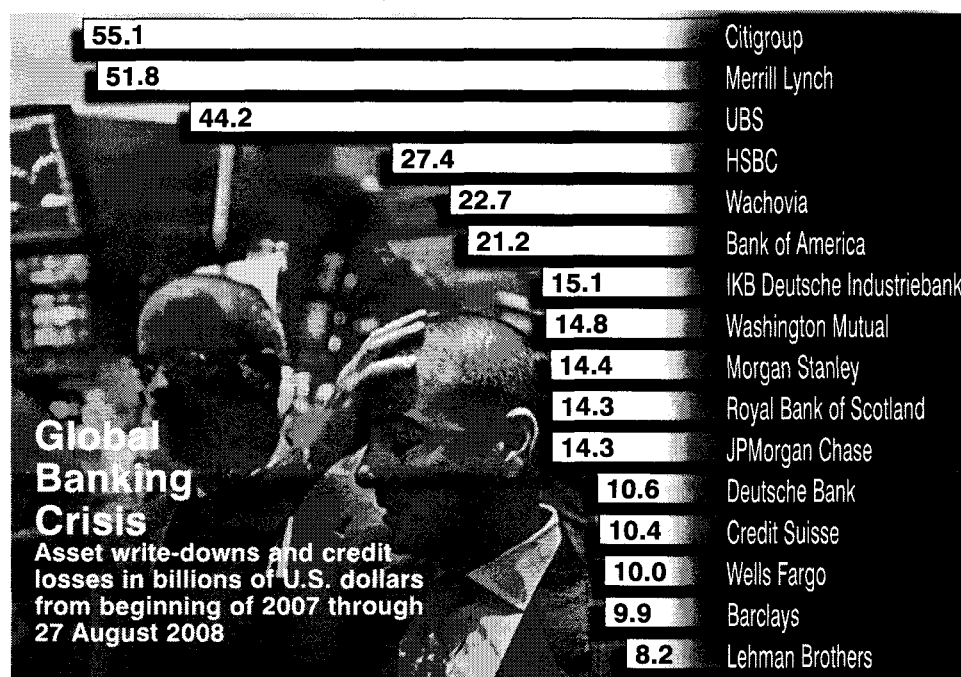 55.1 Citigroup
51.8 Merrill Lynch
44.2 UBS
27.4 HSBC
22.7 Wachovia
21.2 Bank of America
15.1 IKB Deutsche Industriebank
14.8 Washington Mutual
14.4 Morgan Stanley
14.3 Royal Bank of Scotland
14.3 JPMorgan Chase
10.6 Deutsche Bank
10.4 Credit Suisse
10.0 Wells Fargo
9.9 Barclays
8.2 Lehman Brothers
Global
Banking
Crisis
Asset write-downs and credit
losses in billions of U.S. dollars
from beginning of 2007 through
27 August 2008